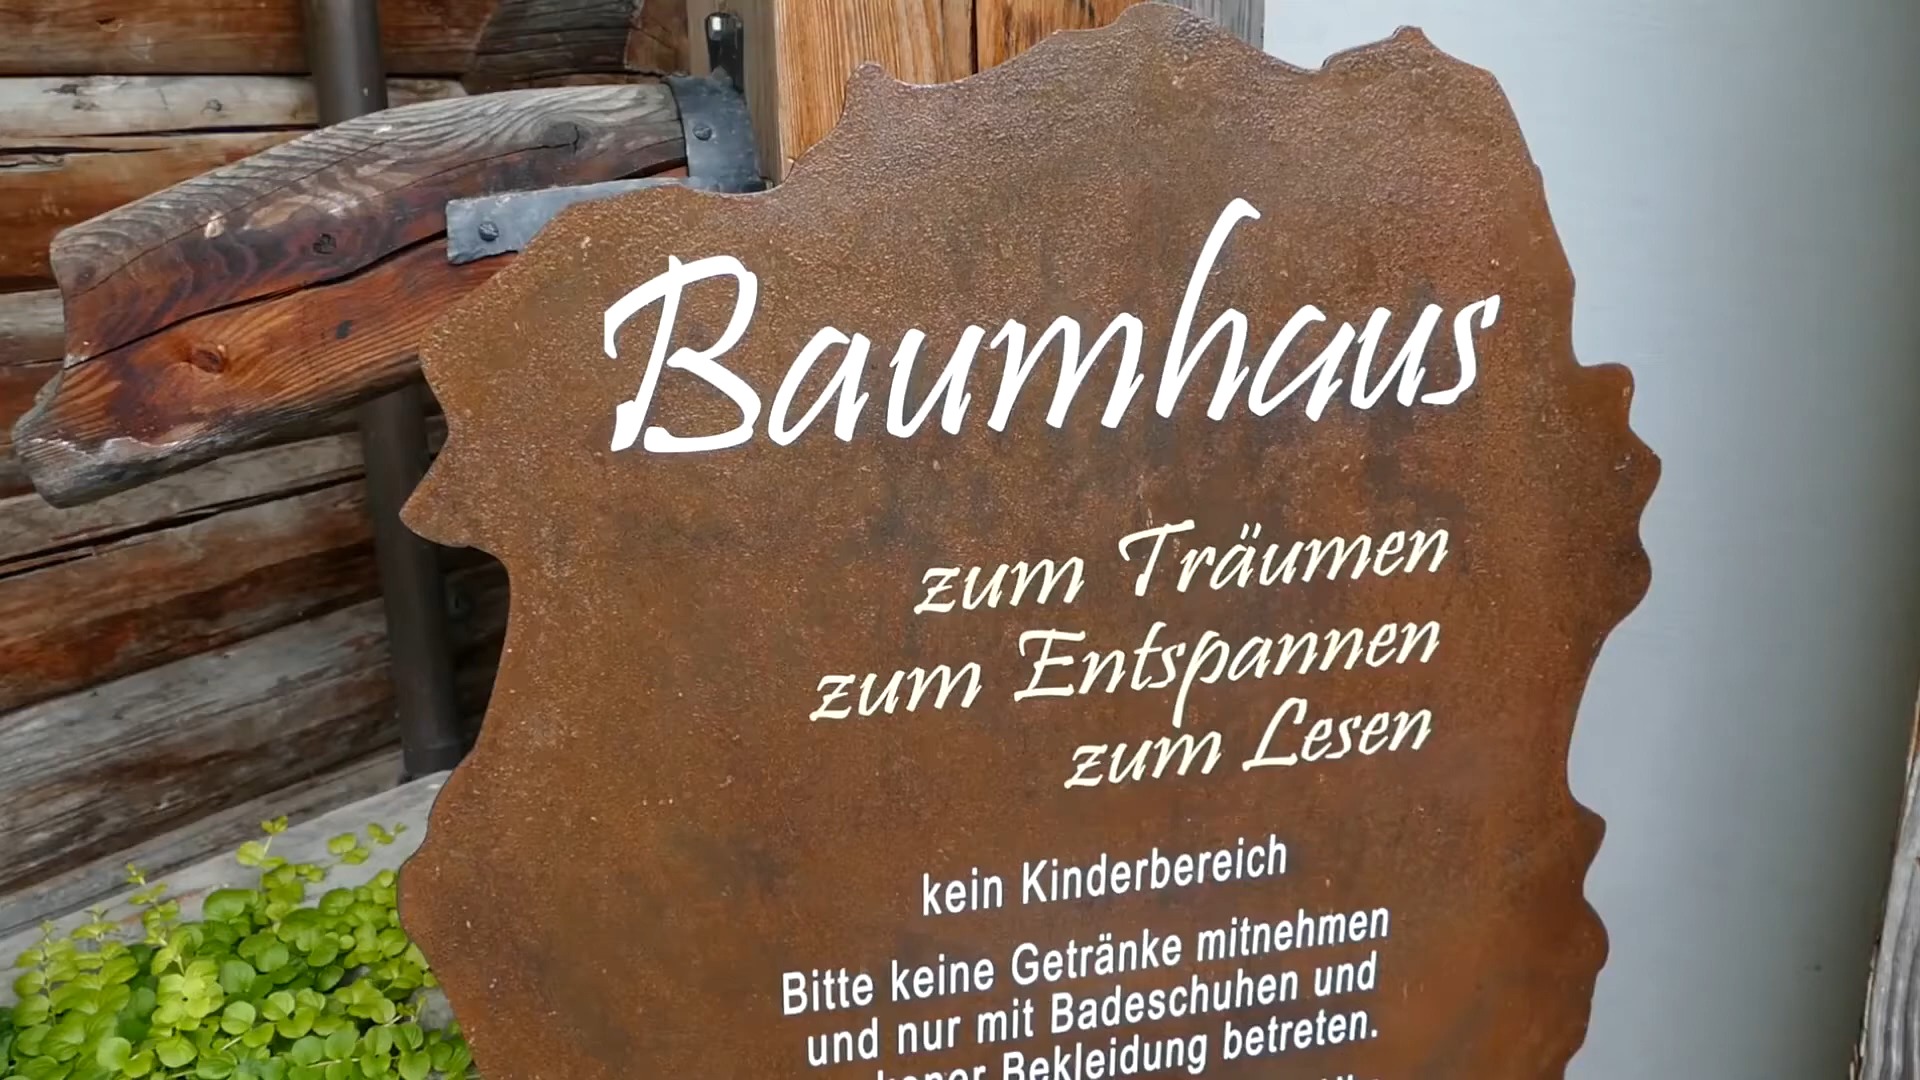 Baumhaus
zum Träumen
zum Entspannen
zum Lesen
kein Kinderbereich
Bitte keine Getränke mitnehmen
und nur mit Badeschuhen und
Bekleidung betreten.